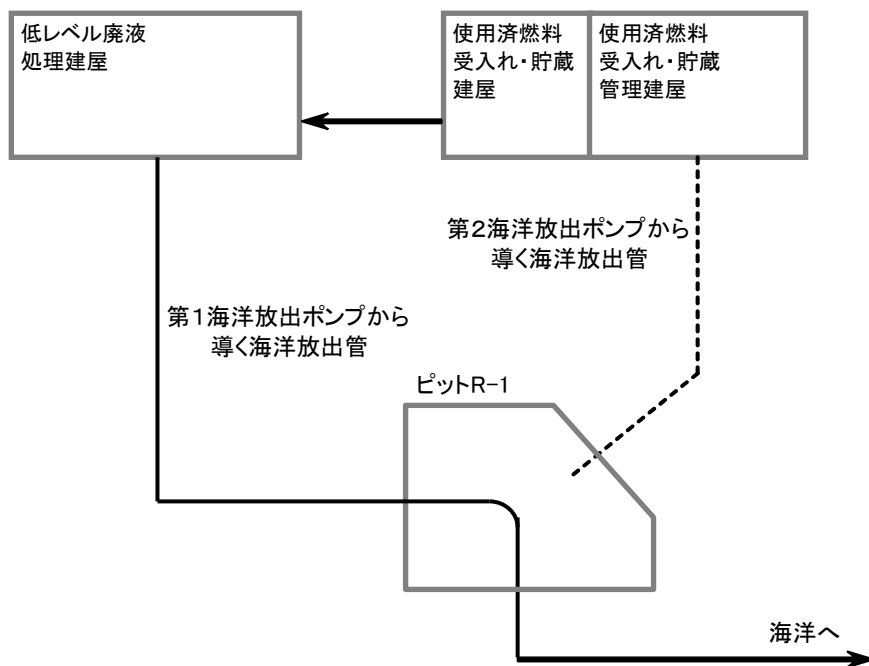 低レベル廃液
処理建屋
使用済燃料
受入れ・貯蔵
建屋
使用済燃料
受入れ・貯蔵
管理建屋
第2海洋放出ポンプから
導く海洋放出管
第1海洋放出ポンプから
導く海洋放出管
ピットR-1
海洋へ